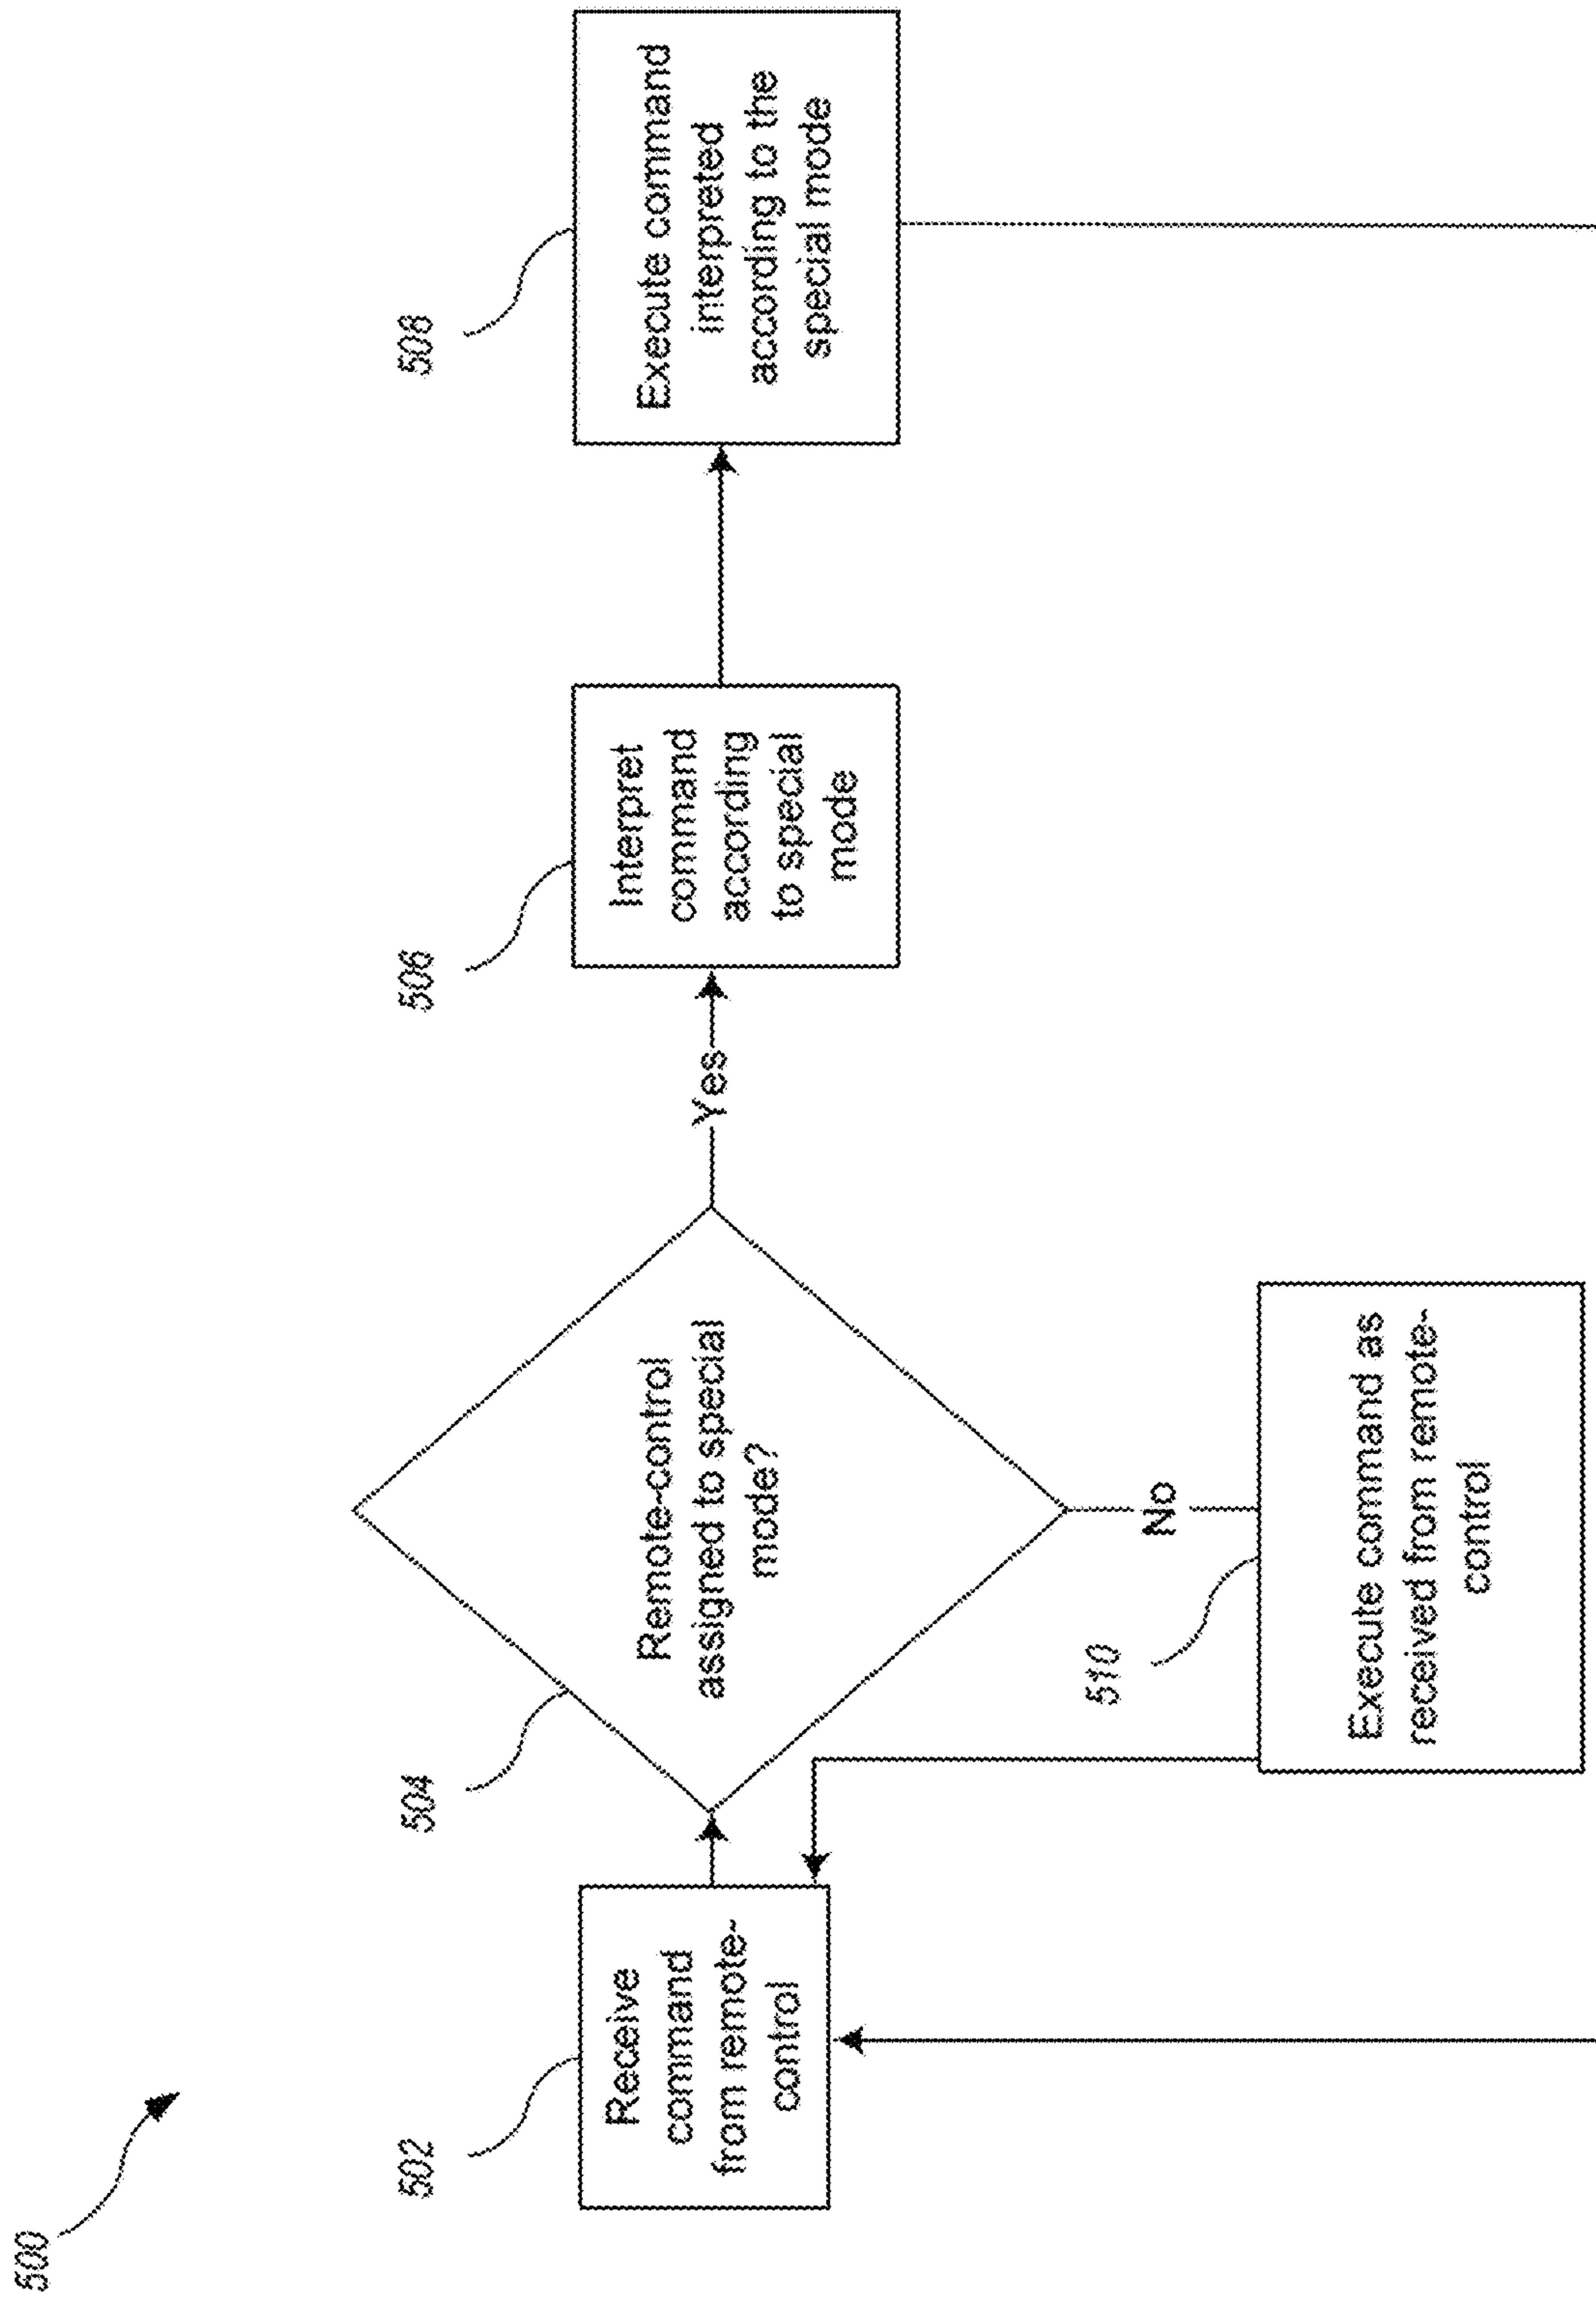 500
502
Receive
command
from remote-
control
504
Remote-control
assigned to special
mode?
Yes
506
Interpret
command
according
to special
mode
508
Execute command
interpreted
according to the
special mode
No
510
Execute command as
received from remote-
control